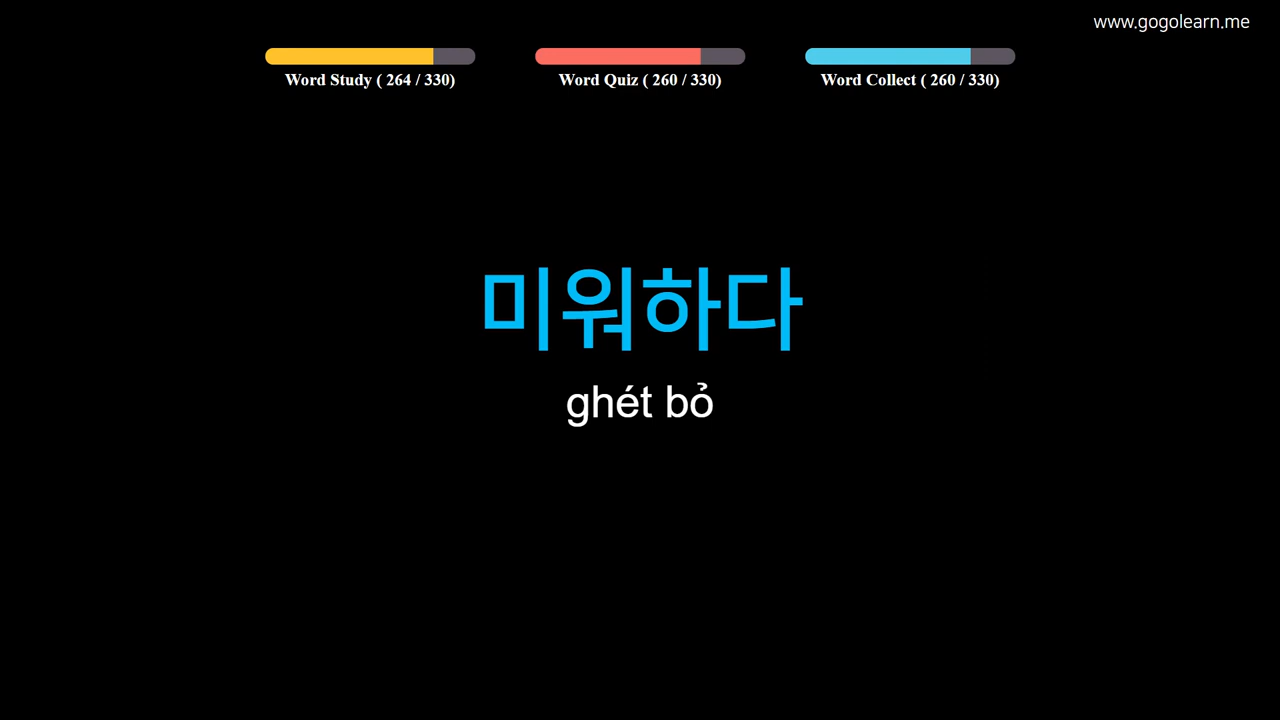 www.gogolearn.me
Word Study ( 264 / 330)
Word Quiz ( 260 / 330)
Word Collect ( 260 / 330)
미워하다
ghét bỏ